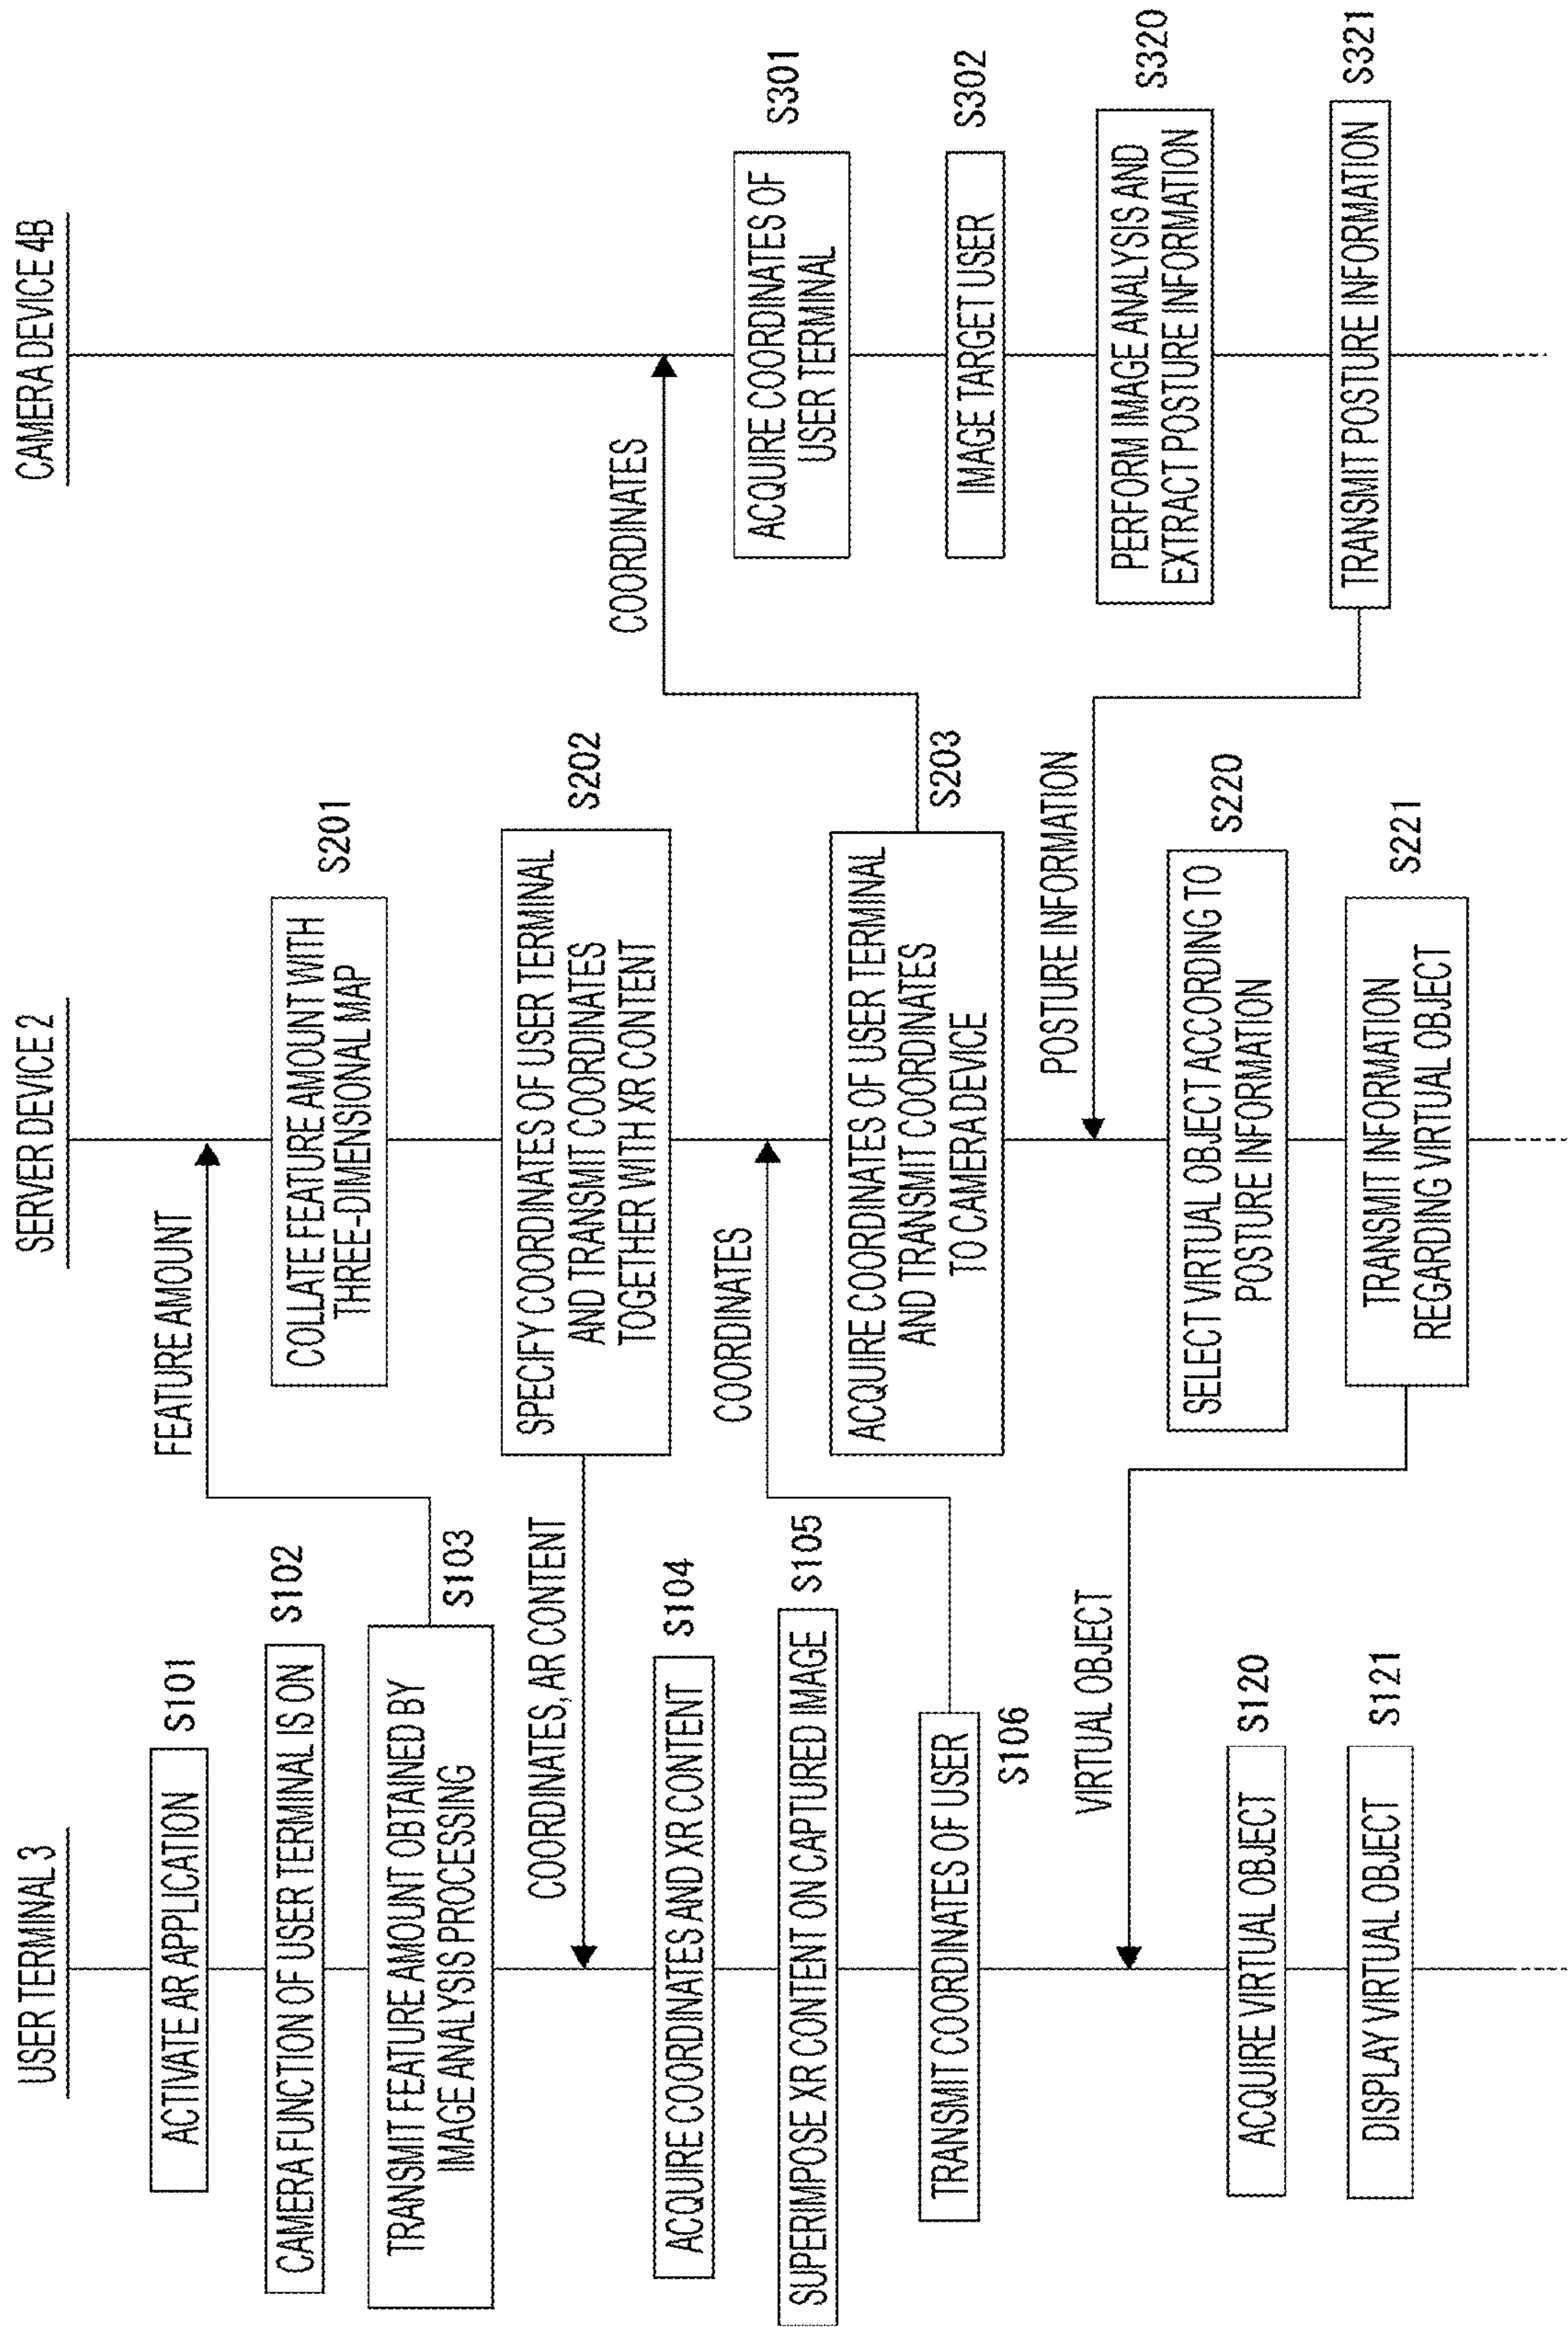 USER TERMINAL 3
ACTIVATE AR APPLICATION
S101
CAMERA FUNCTION OF USER TERMINAL IS ON
S102
TRANSMIT FEATURE AMOUNT OBTAINED BY
IMAGE ANALYSIS PROCESSING
S103
COORDINATES, AR CONTENT
ACQUIRE COORDINATES AND XR CONTENT
S104
SUPERIMPOSE XR CONTENT ON CAPTURED IMAGE
S105
TRANSMIT COORDINATES OF USER
S106
VIRTUAL OBJECT
ACQUIRE VIRTUAL OBJECT
S120
DISPLAY VIRTUAL OBJECT
S121
SERVER DEVICE 2
FEATURE AMOUNT
COLLATE FEATURE AMOUNT WITH
THREE-DIMENSIONAL MAP
S201
SPECIFY COORDINATES OF USER TERMINAL
AND TRANSMIT COORDINATES
TOGETHER WITH XR CONTENT
S202
COORDINATES
ACQUIRE COORDINATES OF USER TERMINAL
AND TRANSMIT COORDINATES
TO CAMERA DEVICE
S203
POSTURE INFORMATION
SELECT VIRTUAL OBJECT ACCORDING TO
POSTURE INFORMATION
S220
TRANSMIT INFORMATION
REGARDING VIRTUAL OBJECT
S221
CAMERA DEVICE 4B
COORDINATES
ACQUIRE COORDINATES OF
USER TERMINAL
S301
IMAGE TARGET USER
S302
PERFORM IMAGE ANALYSIS AND
EXTRACT POSTURE INFORMATION
S320
TRANSMIT POSTURE INFORMATION
S321